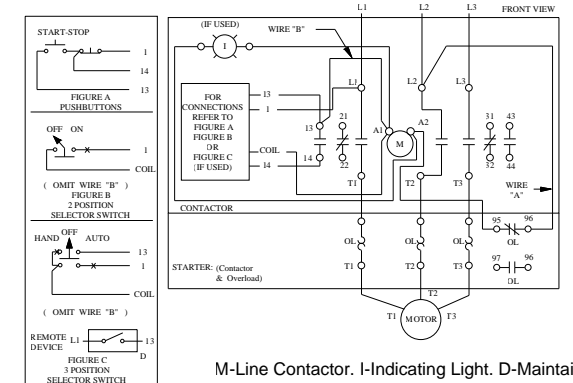 START-STOP
1
14
13
FIGURE A
PUSHBUTTONS
OFF ON
1
COIL
( OMIT WIRE "B" )
FIGURE B
2 POSITION
SELECTOR SWITCH
HAND OFF AUTO
13
1
COIL
( OMIT WIRE "B" )
REMOTE
DEVICE L1 13
D
FIGURE C
3 POSITION
SELECTOR SWITCH
L1 L2 L3 FRONT VIEW
(IF USED) WIRE "B"
I
L1 L2 L3
FOR
CONNECTIONS
REFER TO
FIGURE A
FIGURE B
OR
FIGURE C
(IF USED)
13
1
COIL
14
13 21 A1 A2 31 43
M
14 22 32 44
T1 T2 T3
WIRE
"A"
CONTACTOR
95 96
OL
OL OL OL
97 96
OL
STARTER: (Contactor
& Overload)
T1 T2 T3
T2
T1 MOTOR T3
M-Line Contactor. I-Indicating Light. D-Maintai